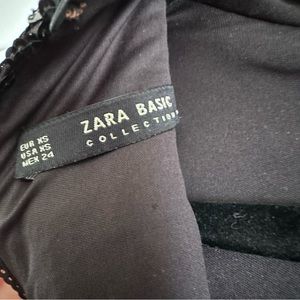 ZARA BASIC
COLLECTION
EUR XS
USA XS
MEX 24